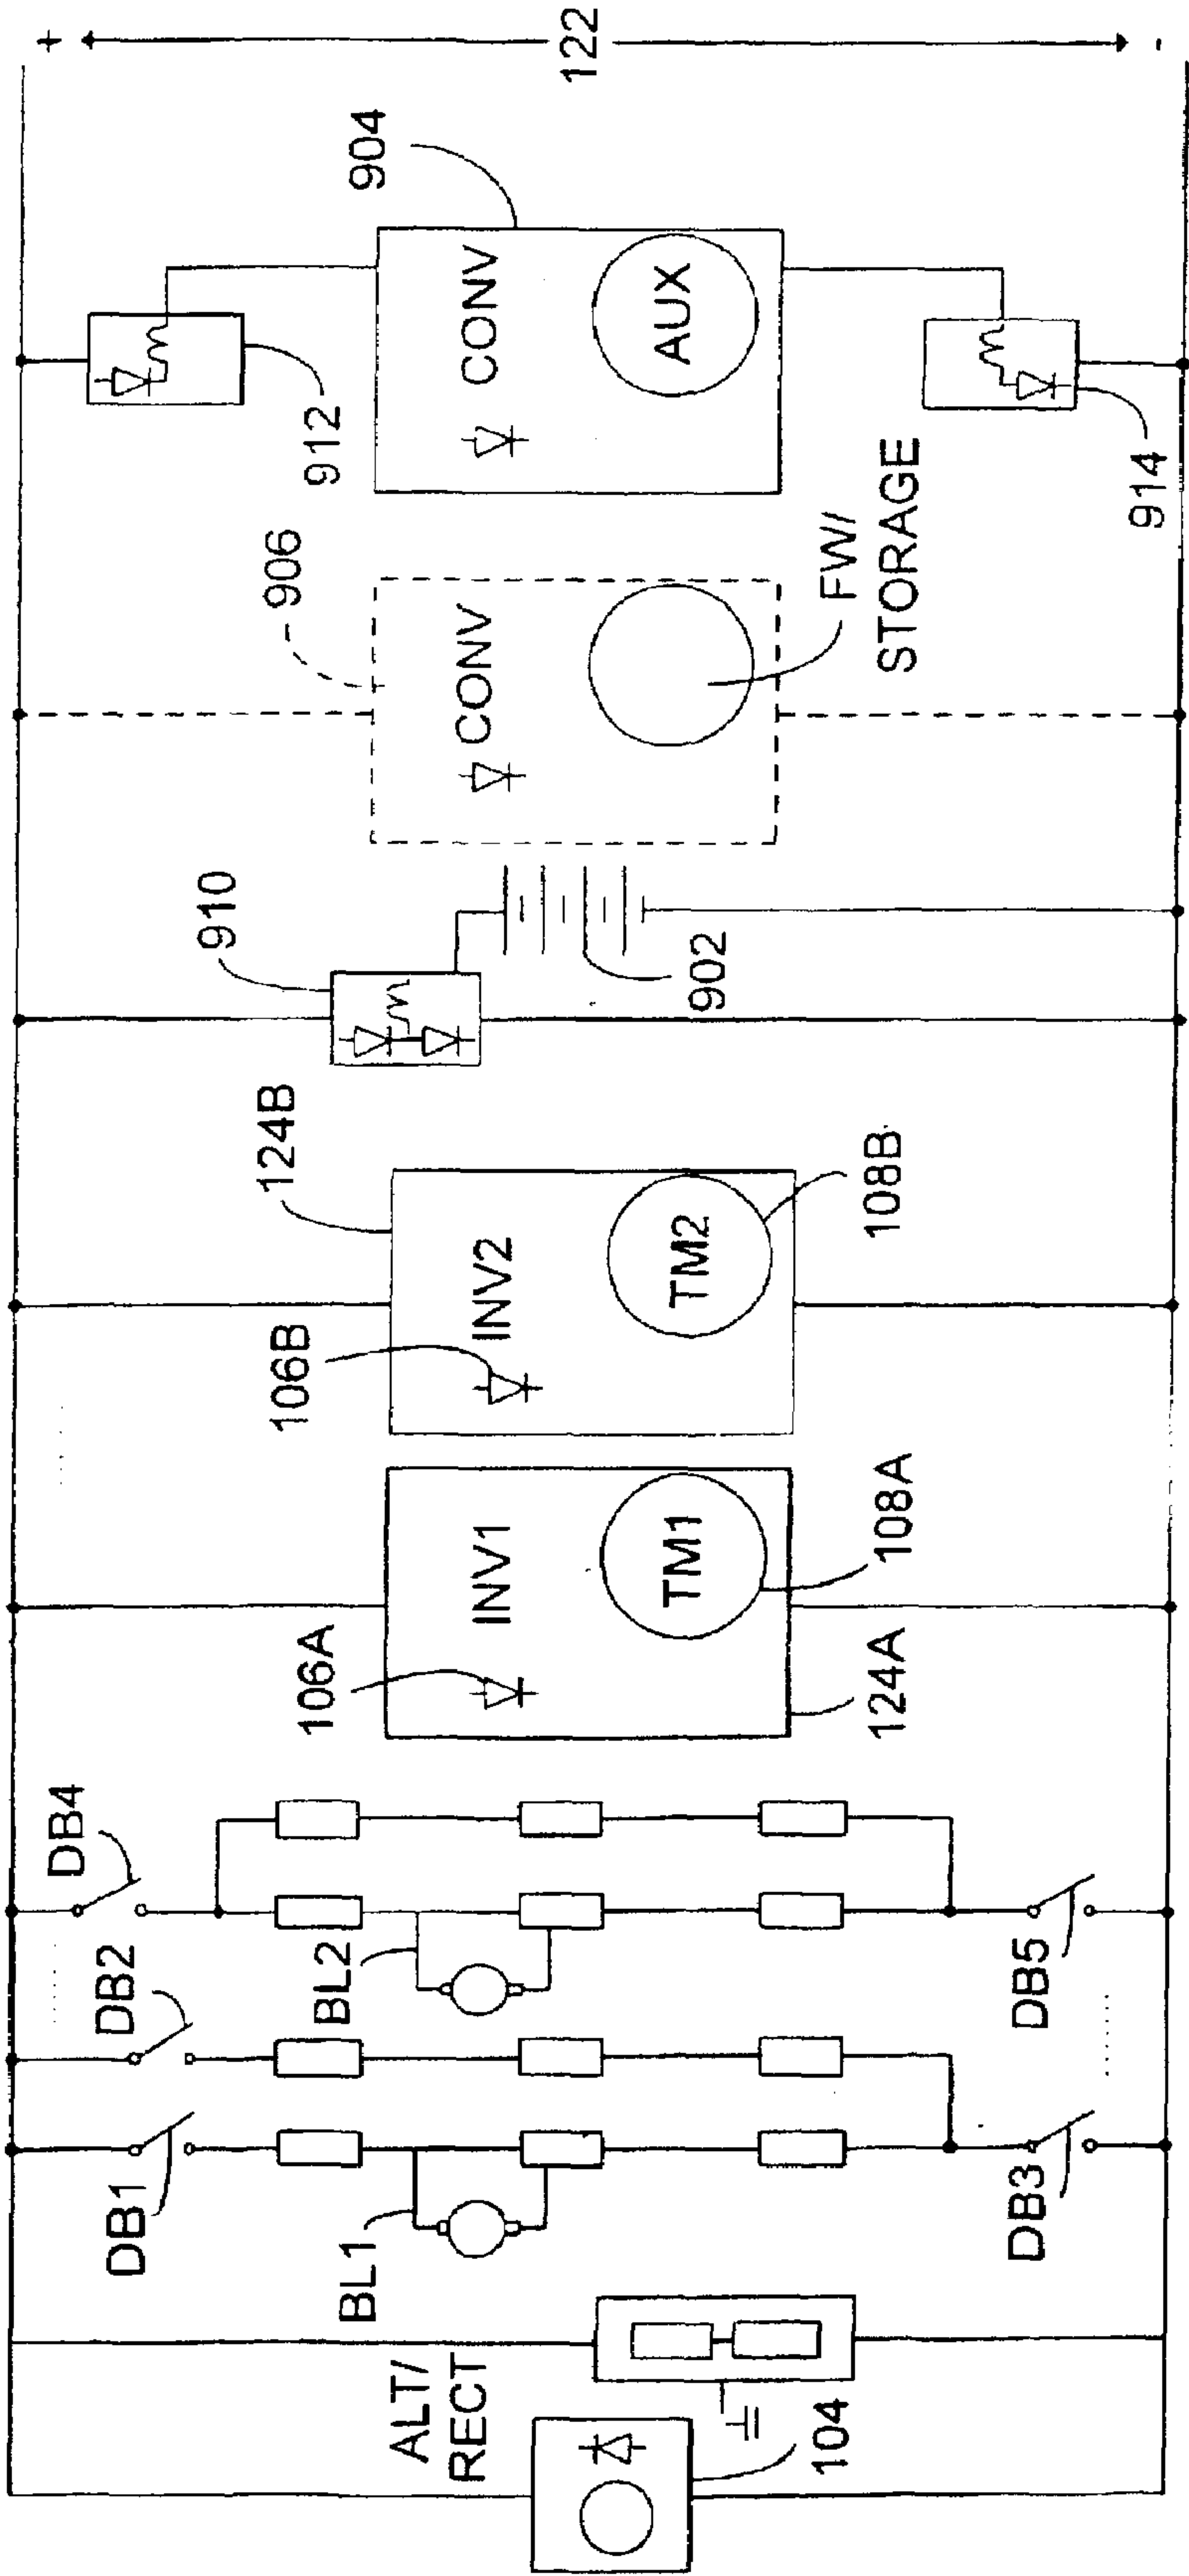 ALT/
RECT
104
BL1
DB1
DB2
DB3
BL2
DB4
DB5
106A
INV1
TM1
108A
124A
106B
INV2
TM2
108B
124B
910
902
906
CONV
FW/
STORAGE
912
CONV
AUX
904
914
+
122
-